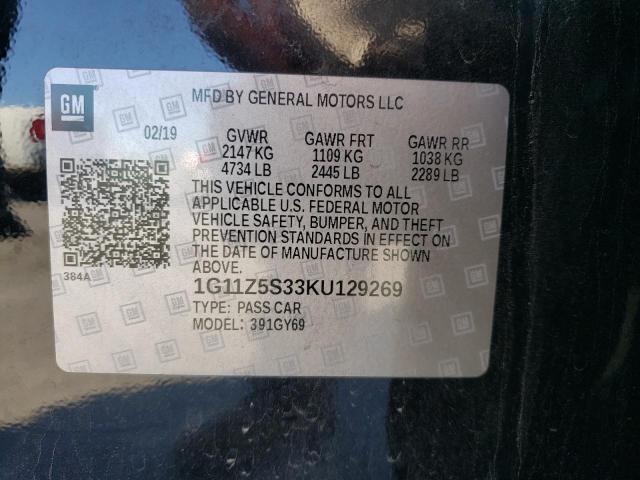 GM
MFD BY GENERAL MOTORS LLC
02/19 GVWR GAWR FRT GAWR RR
2147 KG 1109 KG 1038 KG
4734 LB 2445 LB 2289 LB
THIS VEHICLE CONFORMS TO ALL
APPLICABLE U.S. FEDERAL MOTOR
VEHICLE SAFETY, BUMPER, AND THEFT
PREVENTION STANDARDS IN EFFECT ON
THE DATE OF MANUFACTURE SHOWN
ABOVE.
384A
1G11Z5S33KU129269
TYPE: PASS CAR
MODEL: 391GY69